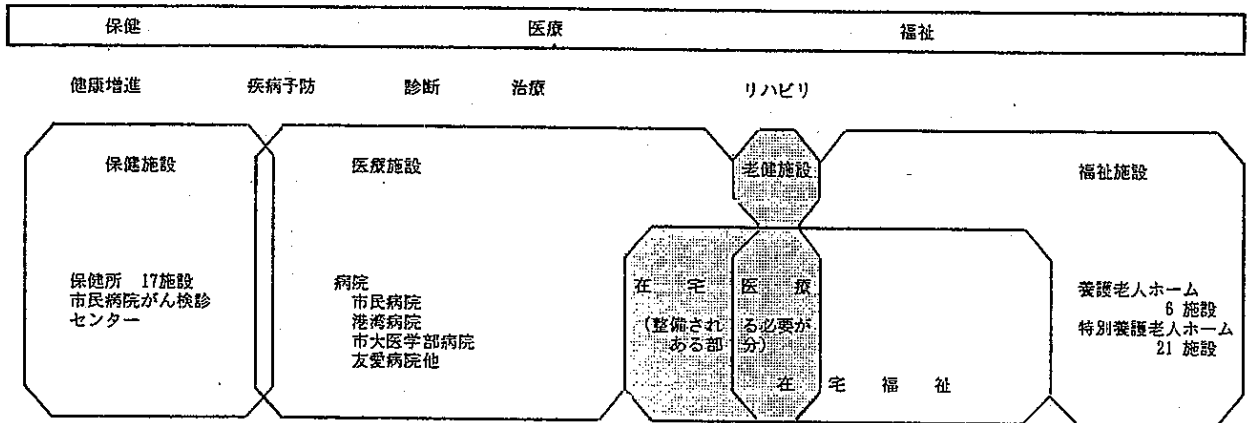 保健 医療 福祉
健康増進 疾病予防 診断 治療 リハビリ
保健施設 医療施設 老健施設 福祉施設
保健所 17施設
市民病院がん検診
センター
病院
市民病院
港湾病院
市大医学部病院
友愛病院他
在宅医療
(整備される必要が
ある部分)
在宅福祉
養護老人ホーム
6 施設
特別養護老人ホーム
21 施設